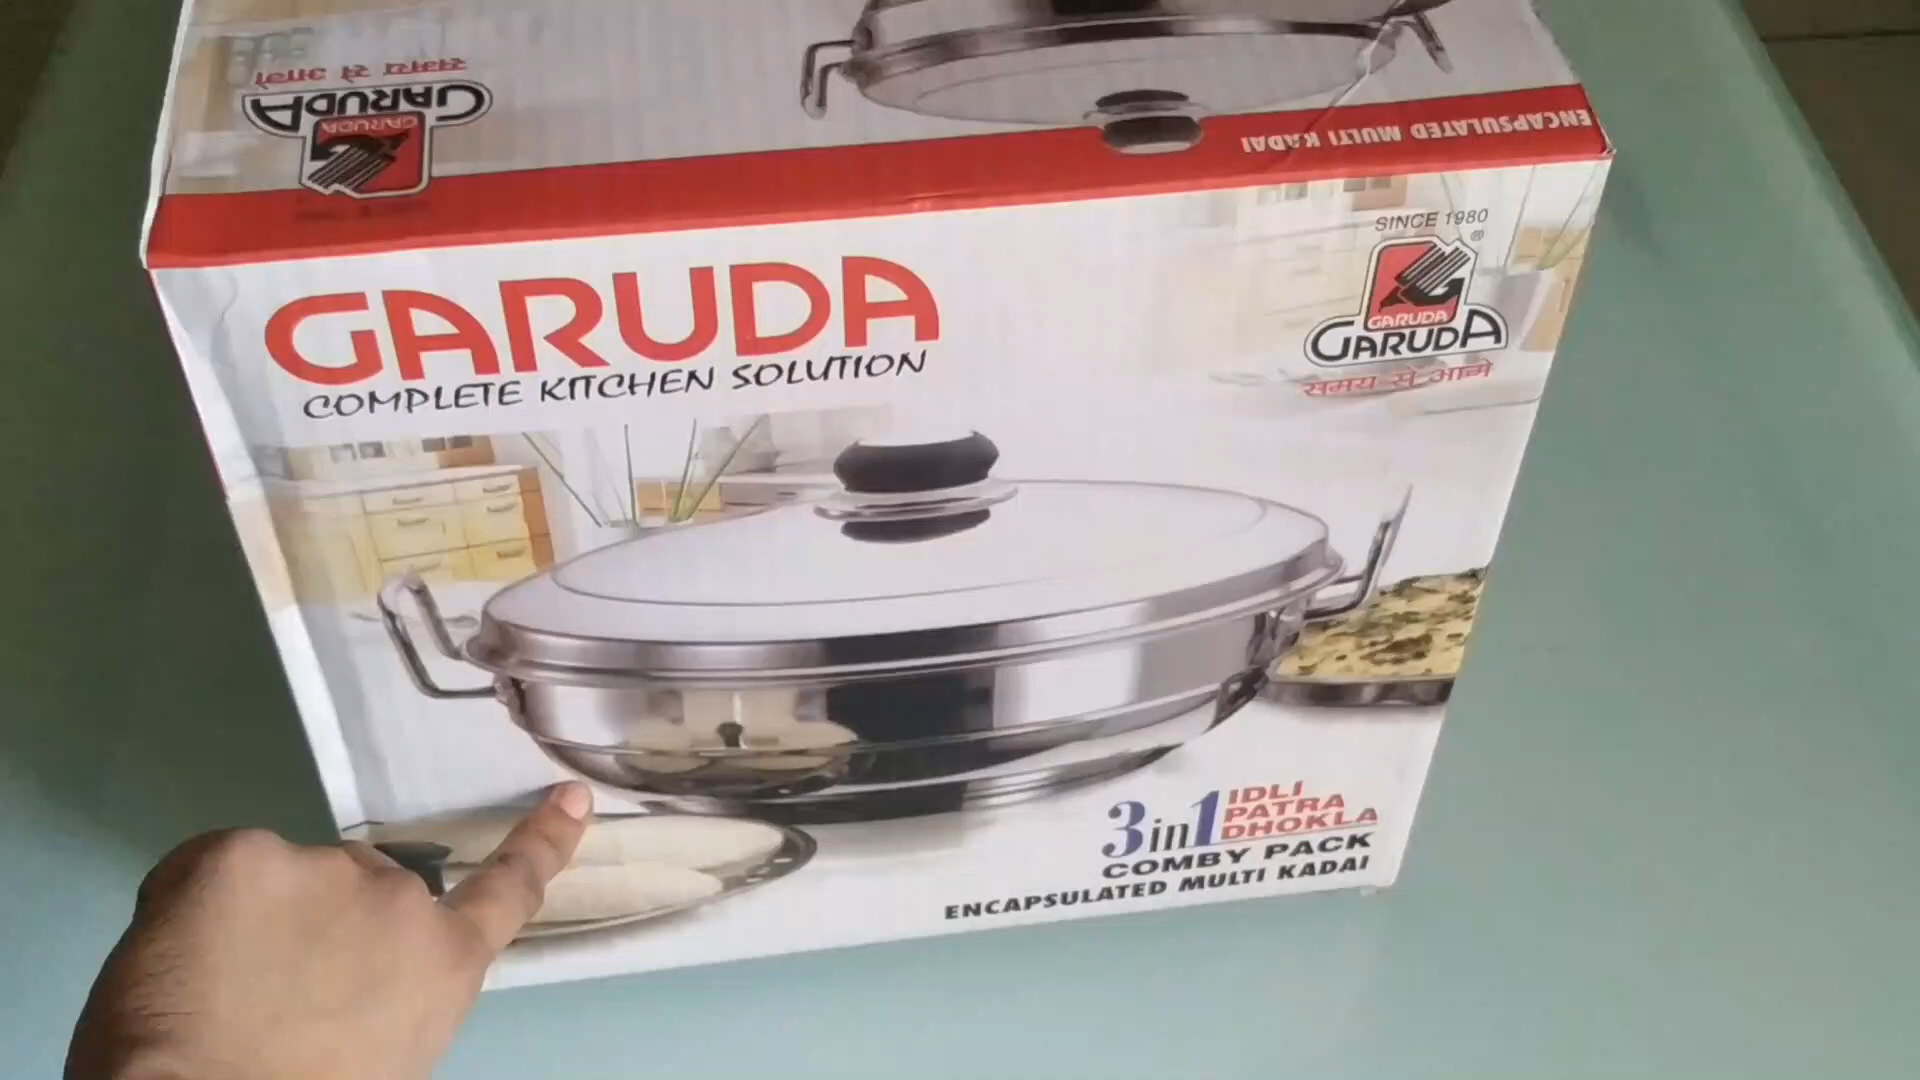 समय से आगे
GARUDA
GARUDA
ENCAPSULATED MULTI KADAI
SINCE 1980
®
GARUDA
GARUDA
समय से आगे
GARUDA
COMPLETE KITCHEN SOLUTION
3in1 IDLI
PATRA
DHOKLA
COMBY PACK
ENCAPSULATED MULTI KADAI